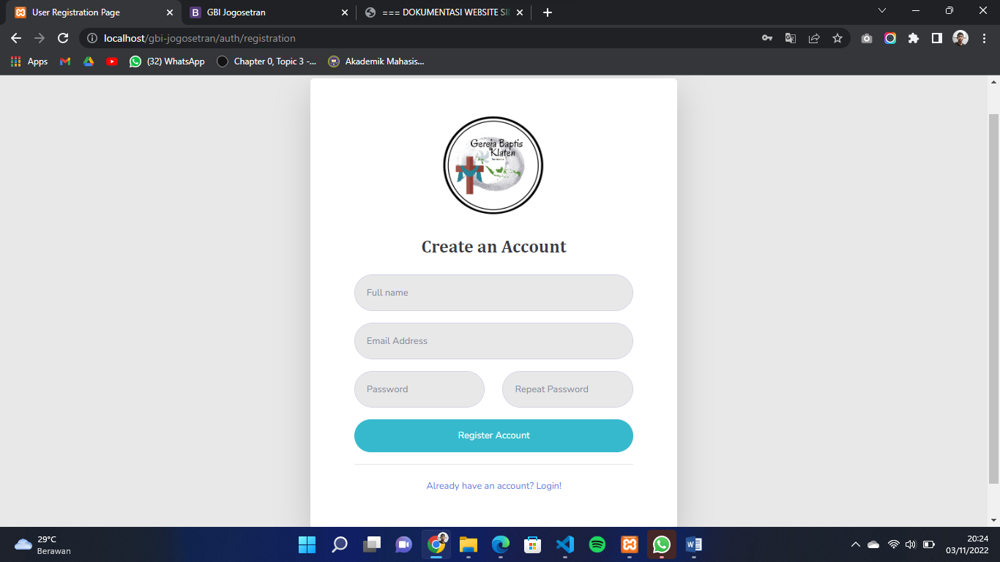 User Registration Page
GBI Jogosetran
=== DOKUMENTASI WEBSITE SI
localhost/gbi-jogosetran/auth/registration
Apps
(32) WhatsApp
Chapter 0, Topic 3 -...
Akademik Mahasis...
Gereja Baptis
Klaten
Create an Account
Full name
Email Address
Password
Repeat Password
Register Account
Already have an account? Login!
29°C
Berawan
20:24
03/11/2022